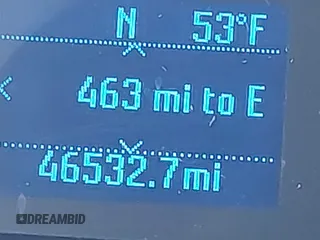 N 53°F
463 mi to E
46532.7mi
DREAMBID